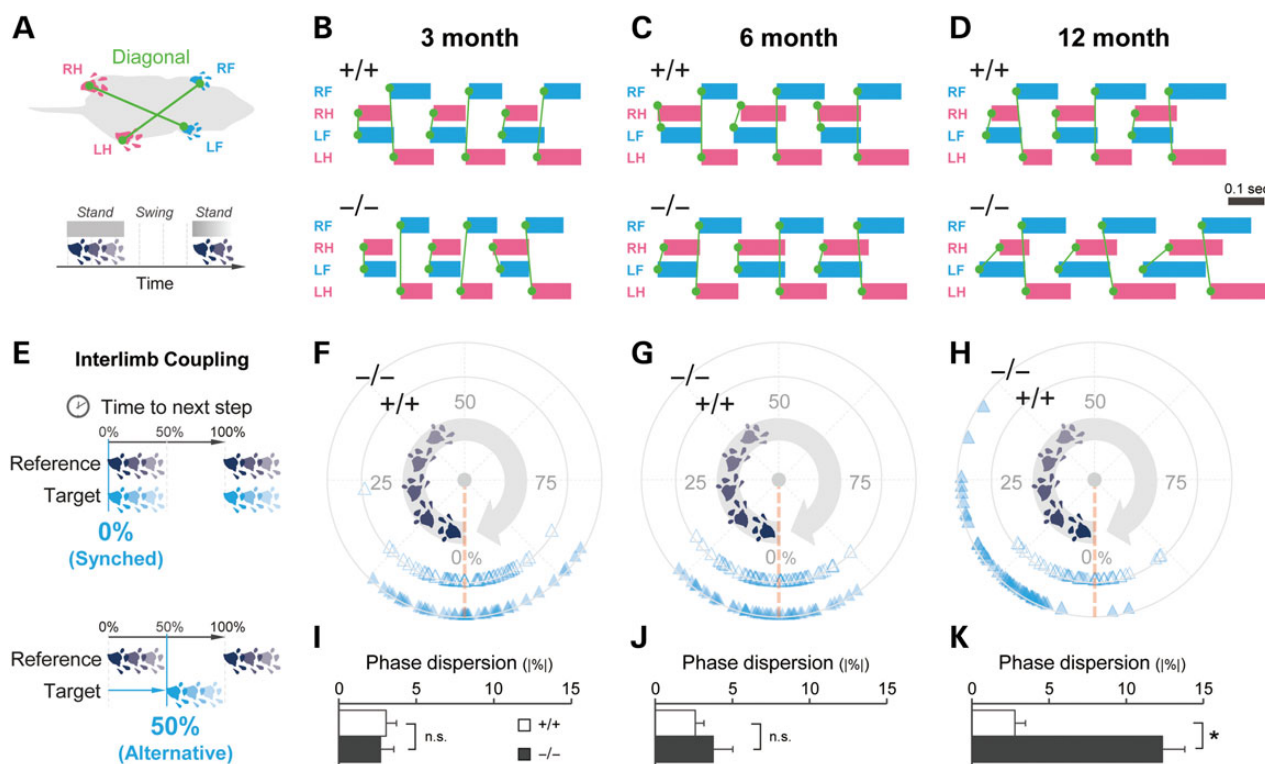 A
Diagonal
RH
RF
LH
LF
Stand Swing Stand
Time
B 3 month
+/+
RF
RH
LF
LH
−/−
RF
RH
LF
LH
C 6 month
+/+
RF
RH
LF
LH
−/−
RF
RH
LF
LH
D 12 month
+/+
RF
RH
LF
LH
0.1 sec
−/−
RF
RH
LF
LH
E
Interlimb Coupling
Time to next step
0% 50% 100%
Reference
Target
0%
(Synched)
0% 50% 100%
Reference
Target
50%
(Alternative)
F
−/−
+/+
50
25 75
0%
G
−/−
+/+
50
25 75
0%
H
−/−
+/+
50
25 75
0%
I
Phase dispersion (|%|)
0 5 10 15
n.s.
+/+
−/−
J
Phase dispersion (|%|)
0 5 10 15
n.s.
K
Phase dispersion (|%|)
0 5 10 15
*